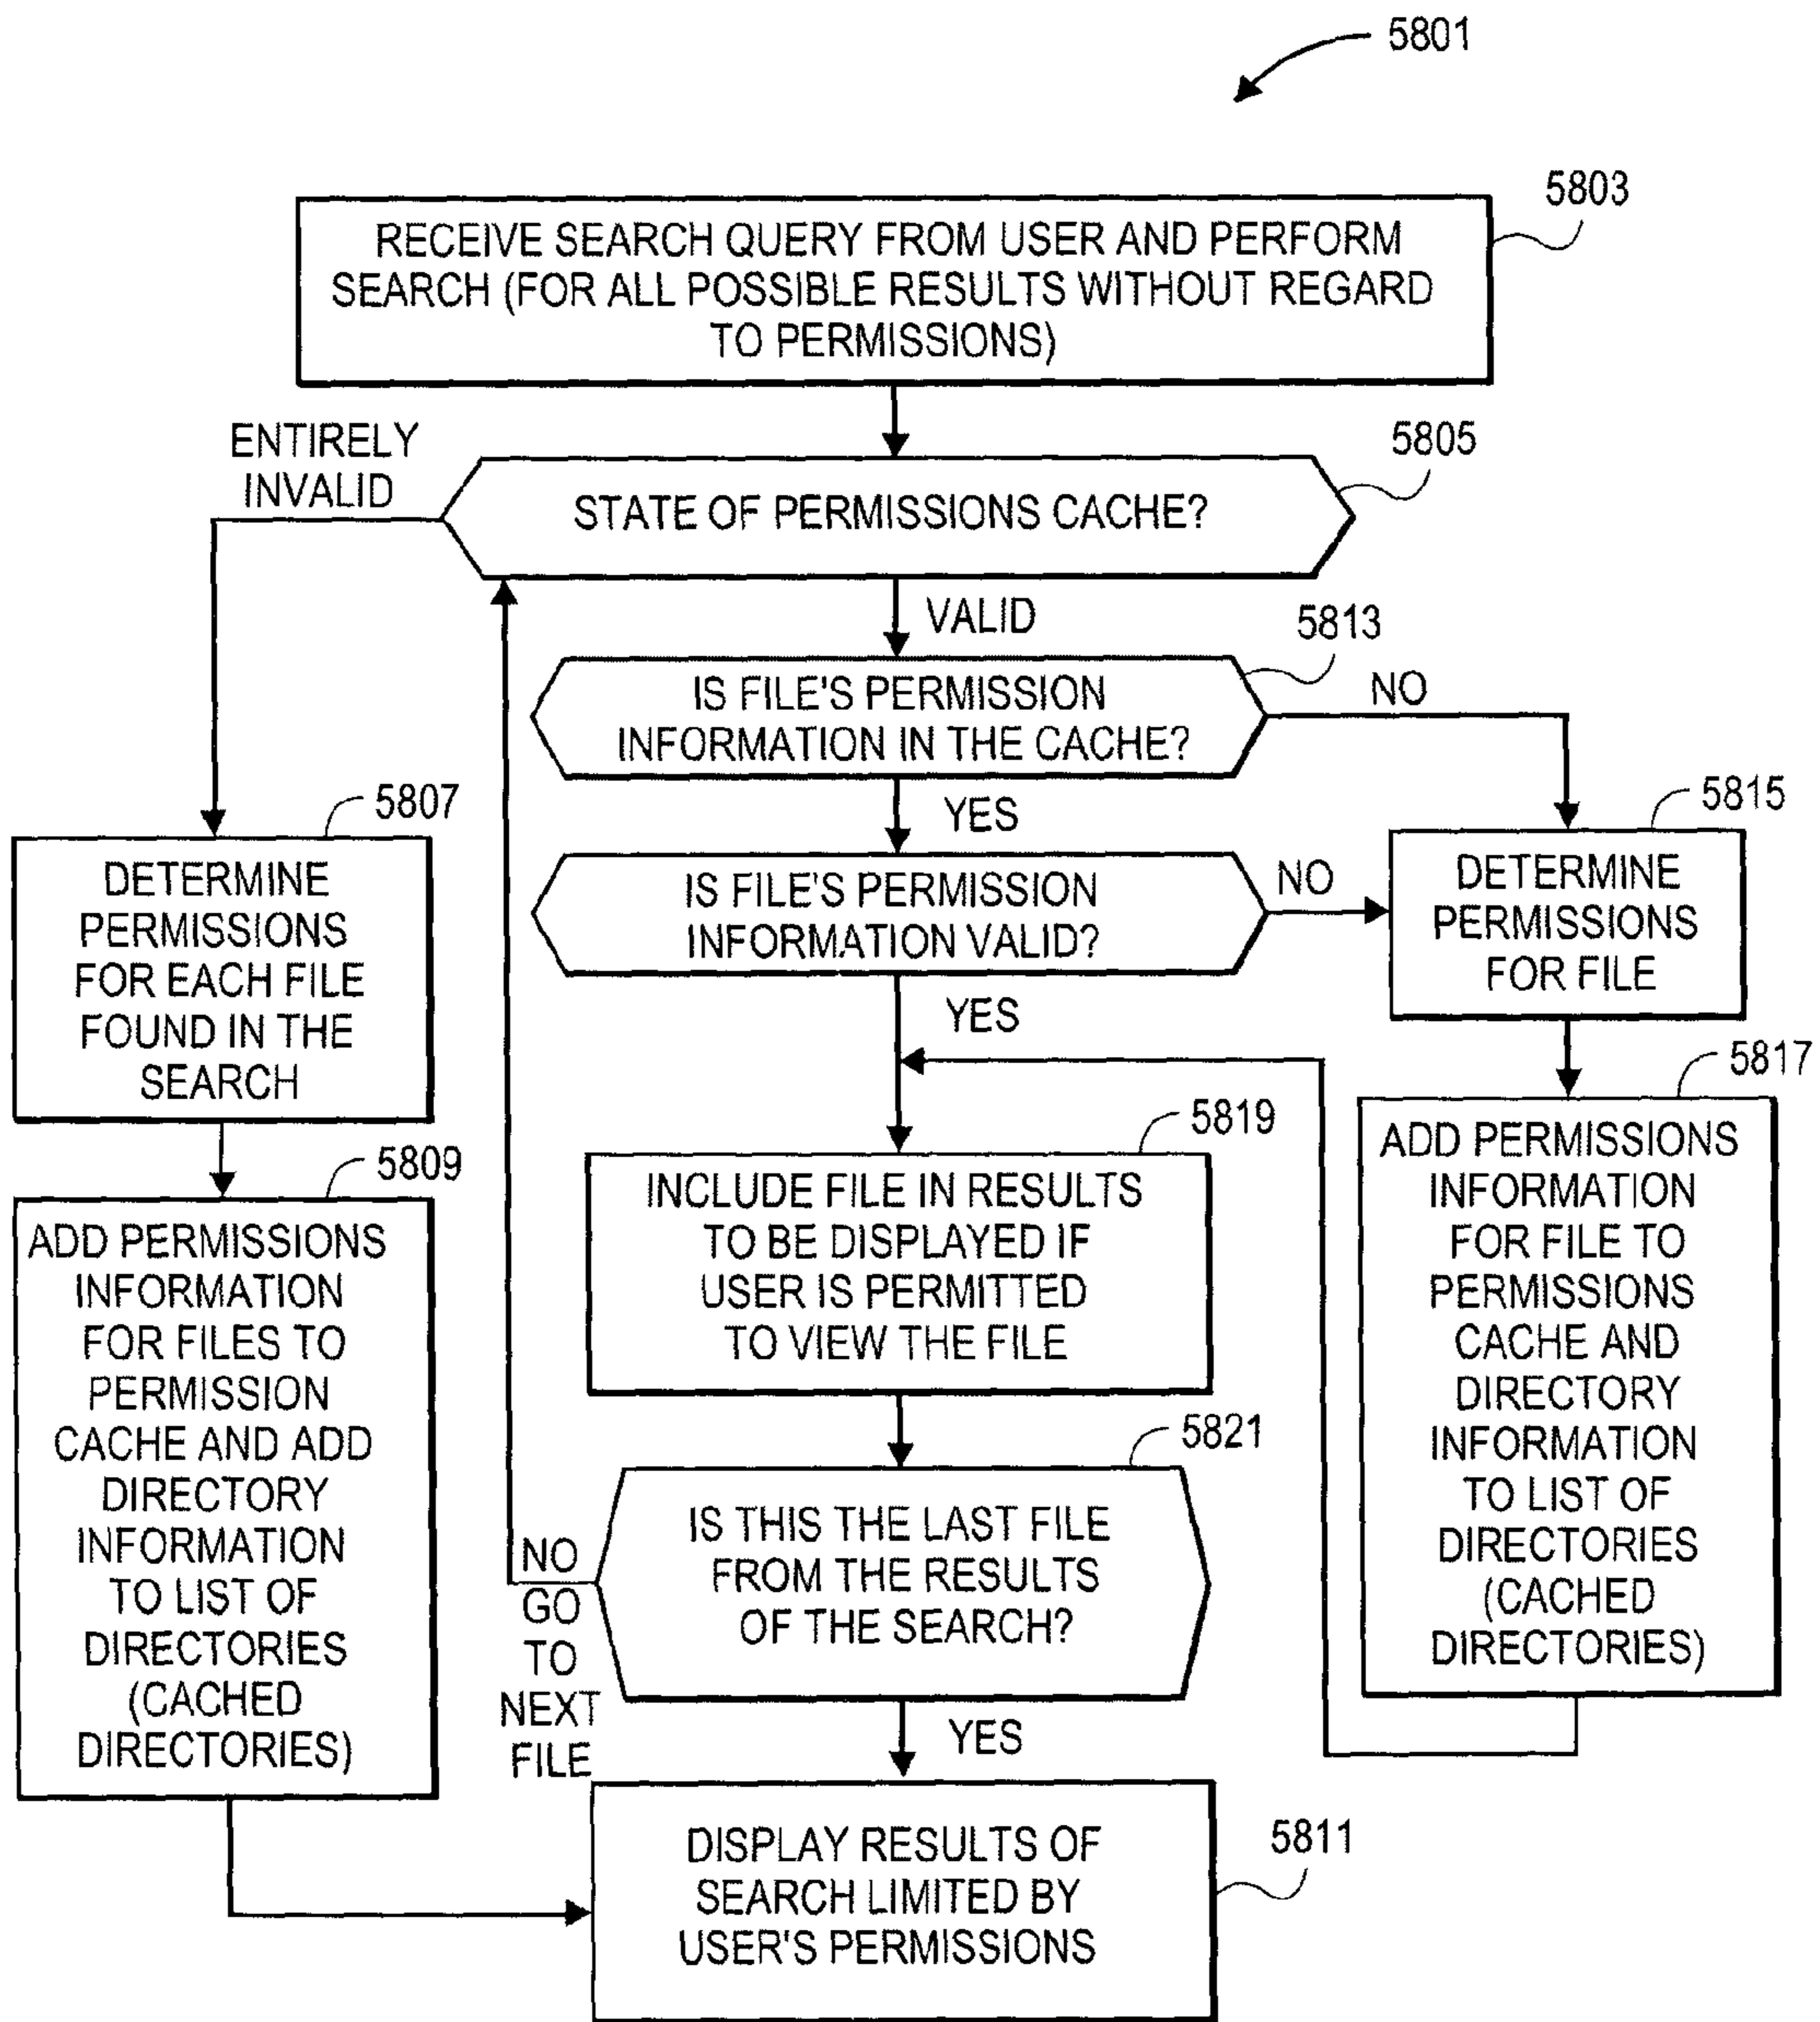 5801
5803
RECEIVE SEARCH QUERY FROM USER AND PERFORM
SEARCH (FOR ALL POSSIBLE RESULTS WITHOUT REGARD
TO PERMISSIONS)
ENTIRELY
INVALID
5805
STATE OF PERMISSIONS CACHE?
VALID
5813
IS FILE'S PERMISSION
INFORMATION IN THE CACHE?
NO
YES
5807
DETERMINE
PERMISSIONS
FOR EACH FILE
FOUND IN THE
SEARCH
IS FILE'S PERMISSION
INFORMATION VALID?
NO
YES
5815
DETERMINE
PERMISSIONS
FOR FILE
5817
ADD PERMISSIONS
INFORMATION
FOR FILE TO
PERMISSIONS
CACHE AND
DIRECTORY
INFORMATION
TO LIST OF
DIRECTORIES
(CACHED
DIRECTORIES)
5809
ADD PERMISSIONS
INFORMATION
FOR FILES TO
PERMISSION
CACHE AND ADD
DIRECTORY
INFORMATION
TO LIST OF
DIRECTORIES
(CACHED
DIRECTORIES)
5819
INCLUDE FILE IN RESULTS
TO BE DISPLAYED IF
USER IS PERMITTED
TO VIEW THE FILE
5821
IS THIS THE LAST FILE
FROM THE RESULTS
OF THE SEARCH?
NO
GO
TO
NEXT
FILE
YES
5811
DISPLAY RESULTS OF
SEARCH LIMITED BY
USER'S PERMISSIONS